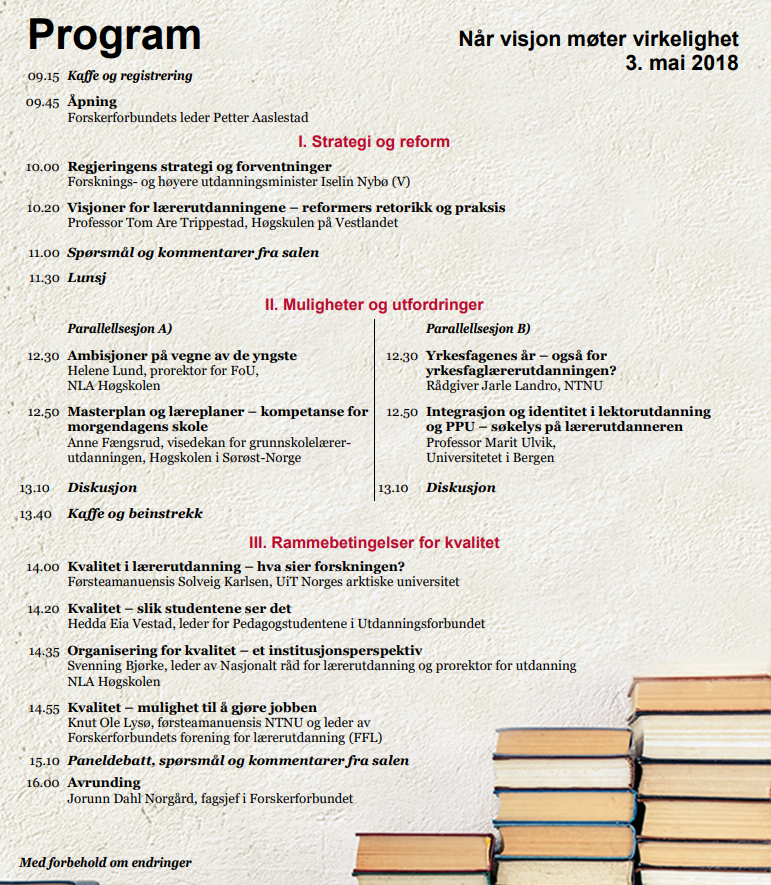 Program
Når visjon møter virkelighet
3. mai 2018
09.15 Kaffe og registrering
09.45 Åpning
Forskerforbundets leder Petter Aaslestad
I. Strategi og reform
10.00 Regjeringens strategi og forventninger
Forsknings- og høyere utdanningsminister Iselin Nybø (V)
10.20 Visjoner for lærerutdanningene – reformers retorikk og praksis
Professor Tom Are Trippestad, Høgskulen på Vestlandet
11.00 Spørsmål og kommentarer fra salen
11.30 Lunsj
II. Muligheter og utfordringer
Parallellsesjon A)
12.30 Ambisjoner på vegne av de yngste
Helene Lund, prorektor for FoU,
NLA Høgskolen
12.50 Masterplan og læreplaner – kompetanse for
morgendagens skole
Anne Fængsrud, visedekan for grunnskolelærer-
utdanningen, Høgskolen i Sørøst-Norge
13.10 Diskusjon
Parallellsesjon B)
12.30 Yrkesfagenes år – også for
yrkesfaglærerutdanningen?
Rådgiver Jarle Landro, NTNU
12.50 Integrasjon og identitet i lektorutdanning
og PPU – søkelys på lærerutdanneren
Professor Marit Ulvik,
Universitetet i Bergen
13.10 Diskusjon
13.40 Kaffe og beinstrekk
III. Rammebetingelser for kvalitet
14.00 Kvalitet i lærerutdanning – hva sier forskningen?
Førsteamanuensis Solveig Karlsen, UiT Norges arktiske universitet
14.20 Kvalitet – slik studentene ser det
Hedda Eia Vestad, leder for Pedagogstudentene i Utdanningsforbundet
14.35 Organisering for kvalitet – et institusjonsperspektiv
Svenning Bjørke, leder av Nasjonalt råd for lærerutdanning og prorektor for utdanning
NLA Høgskolen
14.55 Kvalitet – mulighet til å gjøre jobben
Knut Ole Lysø, førsteamanuensis NTNU og leder av
Forskerforbundets forening for lærerutdanning (FFL)
15.10 Paneldebatt, spørsmål og kommentarer fra salen
16.00 Avrunding
Jorunn Dahl Norgård, fagsjef i Forskerforbundet
Med forbehold om endringer